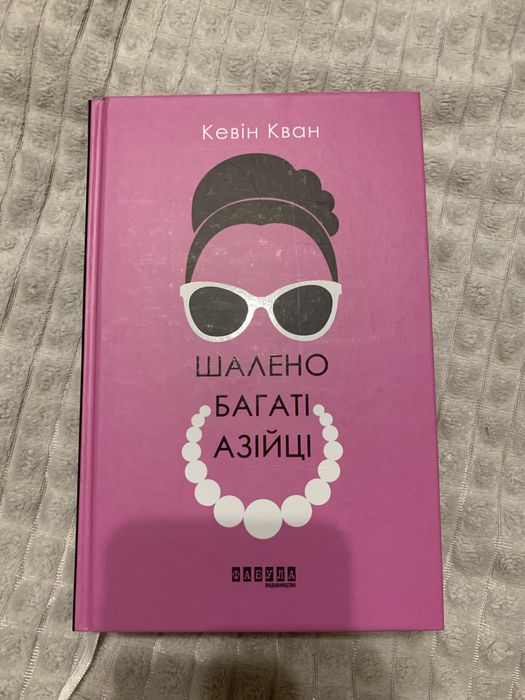 Кевін Кван
ШАЛЕНО
БАГАТІ
АЗІЙЦІ
ФАБУЛА
видавництво